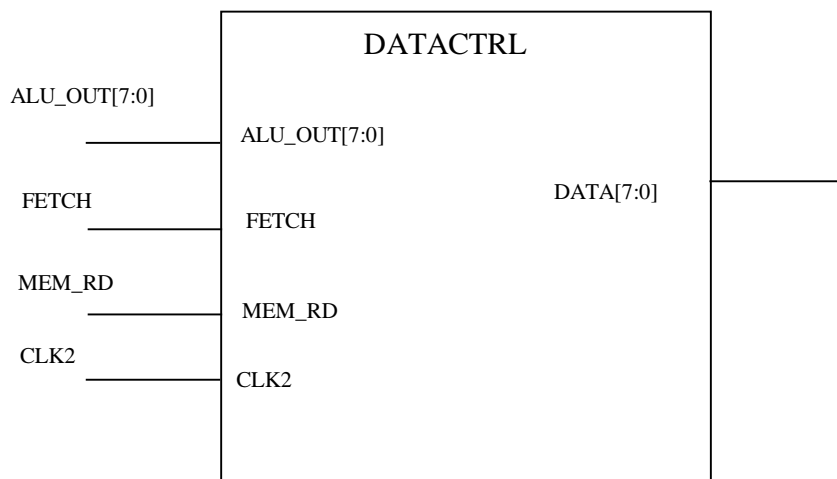 DATACTRL
ALU_OUT[7:0]
ALU_OUT[7:0]
FETCH
DATA[7:0]
FETCH
MEM_RD
MEM_RD
CLK2
CLK2